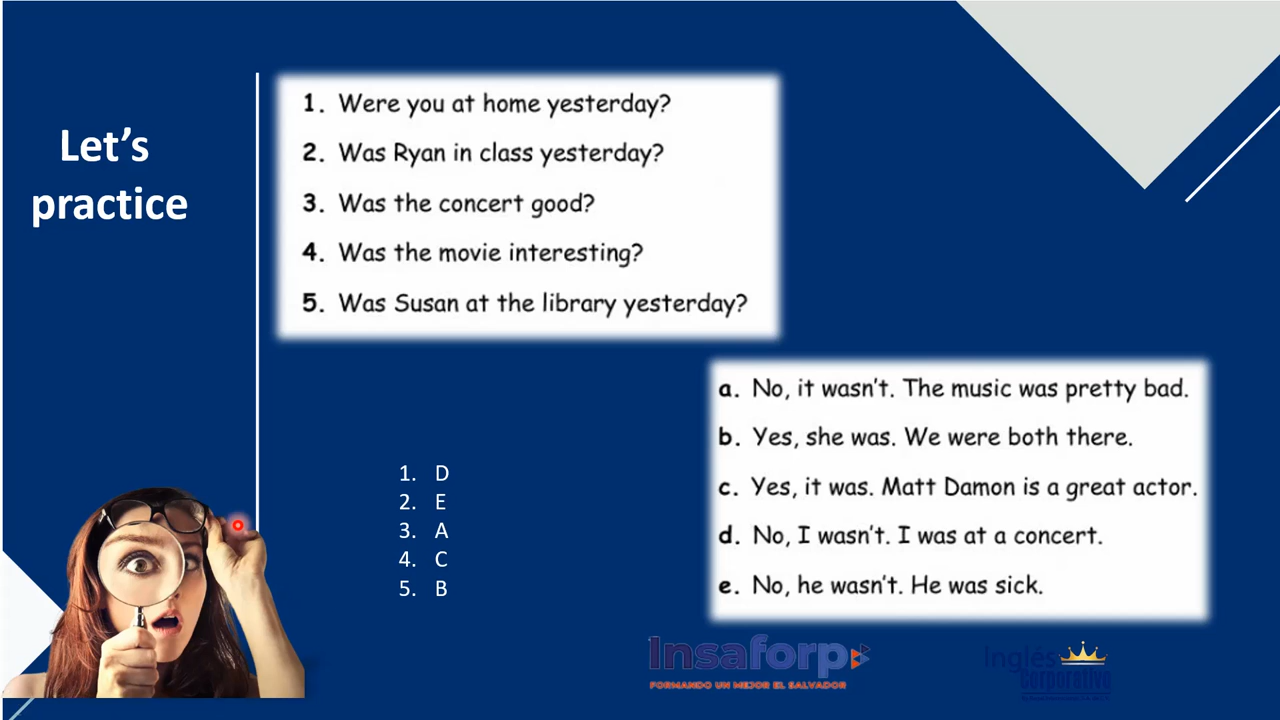 Let's
practice
1. Were you at home yesterday?
2. Was Ryan in class yesterday?
3. Was the concert good?
4. Was the movie interesting?
5. Was Susan at the library yesterday?
a. No, it wasn't. The music was pretty bad.
b. Yes, she was. We were both there.
c. Yes, it was. Matt Damon is a great actor.
d. No, I wasn't. I was at a concert.
e. No, he wasn't. He was sick.
1. D
2. E
3. A
4. C
5. B
Insaforp
FORMANDO UN MEJOR EL SALVADOR
Inglés
Corporativo